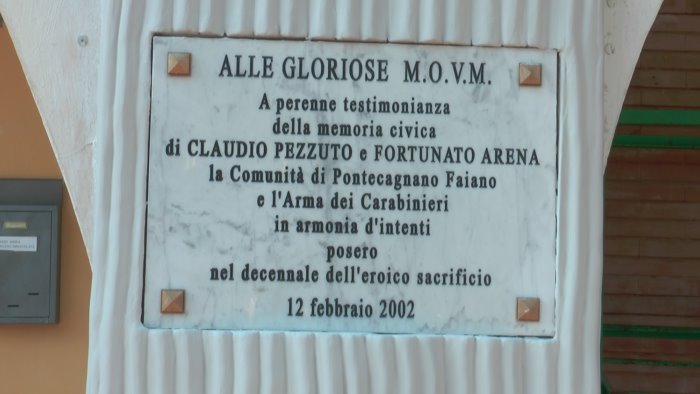 ALLE GLORIOSE M.O.V.M.
A perenne testimonianza
della memoria civica
di CLAUDIO PEZZUTO e FORTUNATO ARENA
la Comunità di Pontecagnano Faiano
e l'Arma dei Carabinieri
in armonia d'intenti
posero
nel decennale dell'eroico sacrificio
12 febbraio 2002